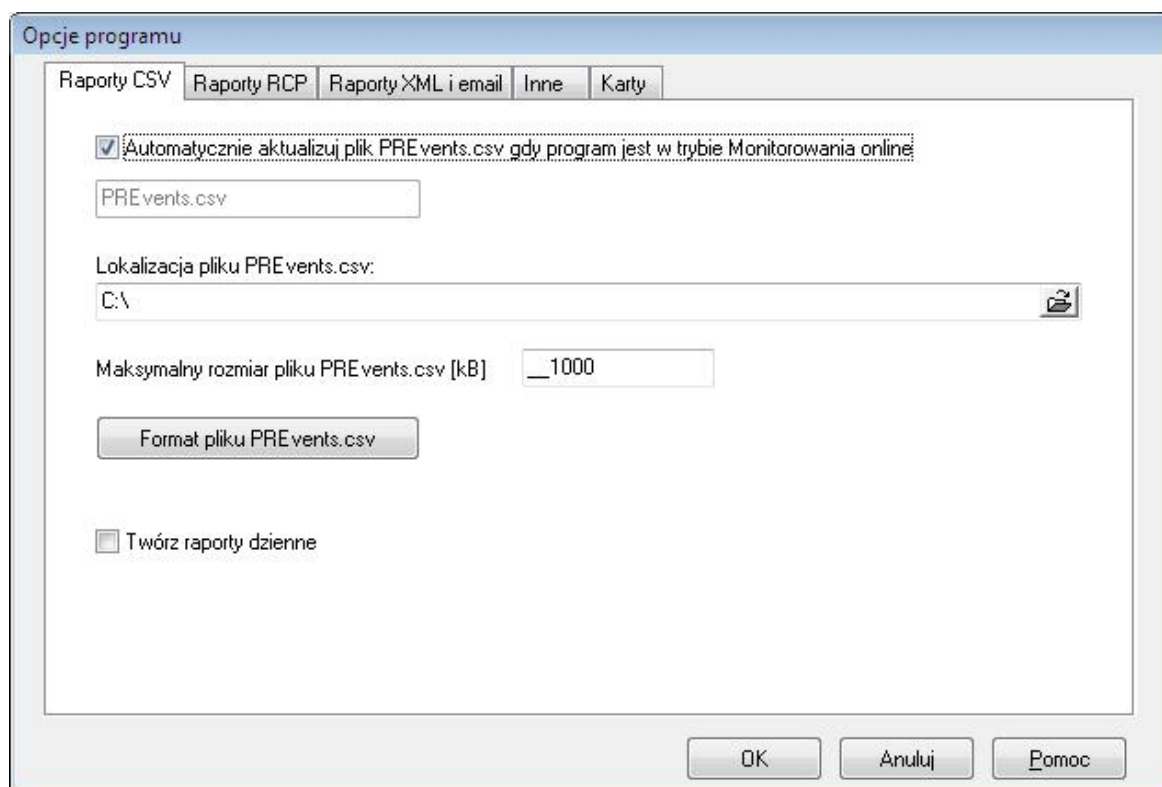 Opcje programu
Raporty CSV Raporty RCP Raporty XML i email Inne Karty
Automatycznie aktualizuj plik PREvents.csv gdy program jest w trybie Monitorowania online
PREvents.csv
Lokalizacja pliku PREvents.csv:
C:\
Maksymalny rozmiar pliku PREvents.csv [kB] __1000
Format pliku PREvents.csv
Twórz raporty dzienne
OK Anuluj Pomoc